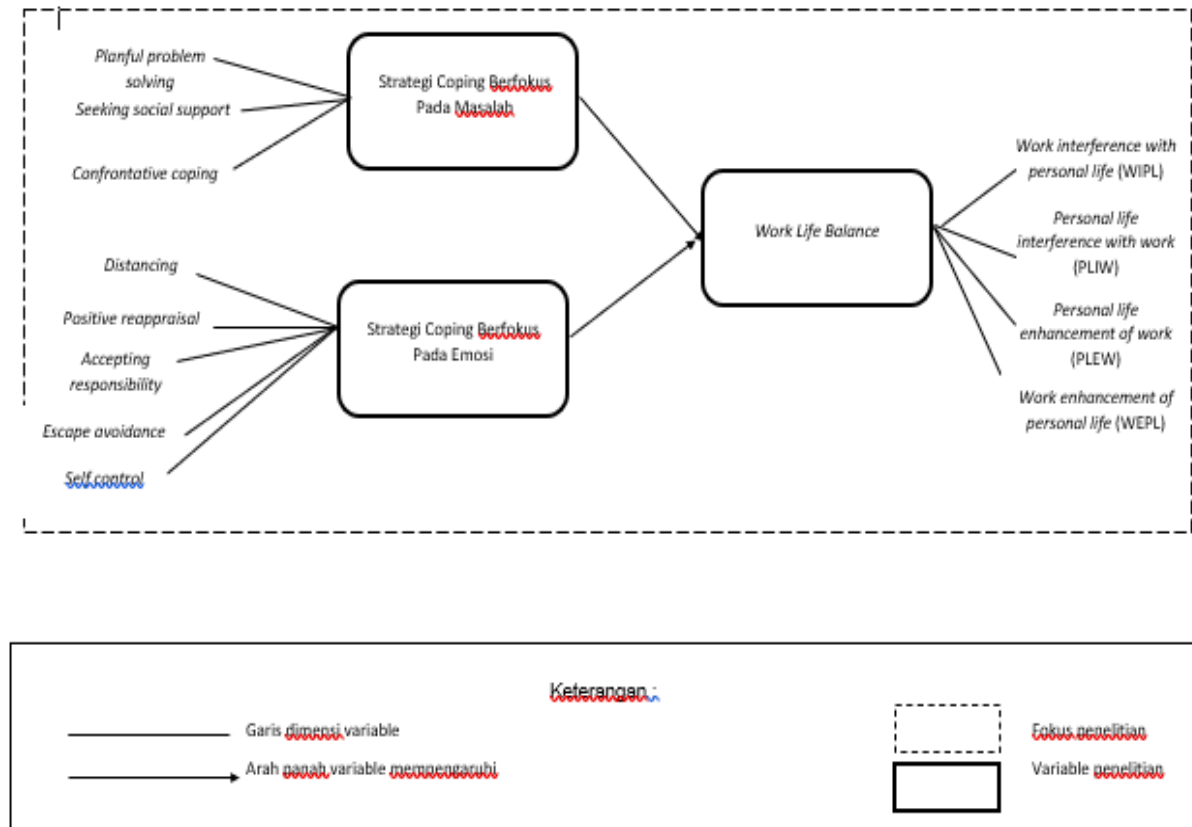 Planful problem
solving
Seeking social support
Confrontative coping
Strategi Coping Berfokus
Pada Masalah
Distancing
Positive reappraisal
Accepting
responsibility
Escape avoidance
Self control
Strategi Coping Berfokus
Pada Emosi
Work Life Balance
Work interference with
personal life (WIPL)
Personal life
interference with work
(PLIW)
Personal life
enhancement of work
(PLEW)
Work enhancement of
personal life (WEPL)
Keterangan :
Garis dimensi variable
Arah panah variable mempengaruhi
Fokus penelitian
Variable penelitian